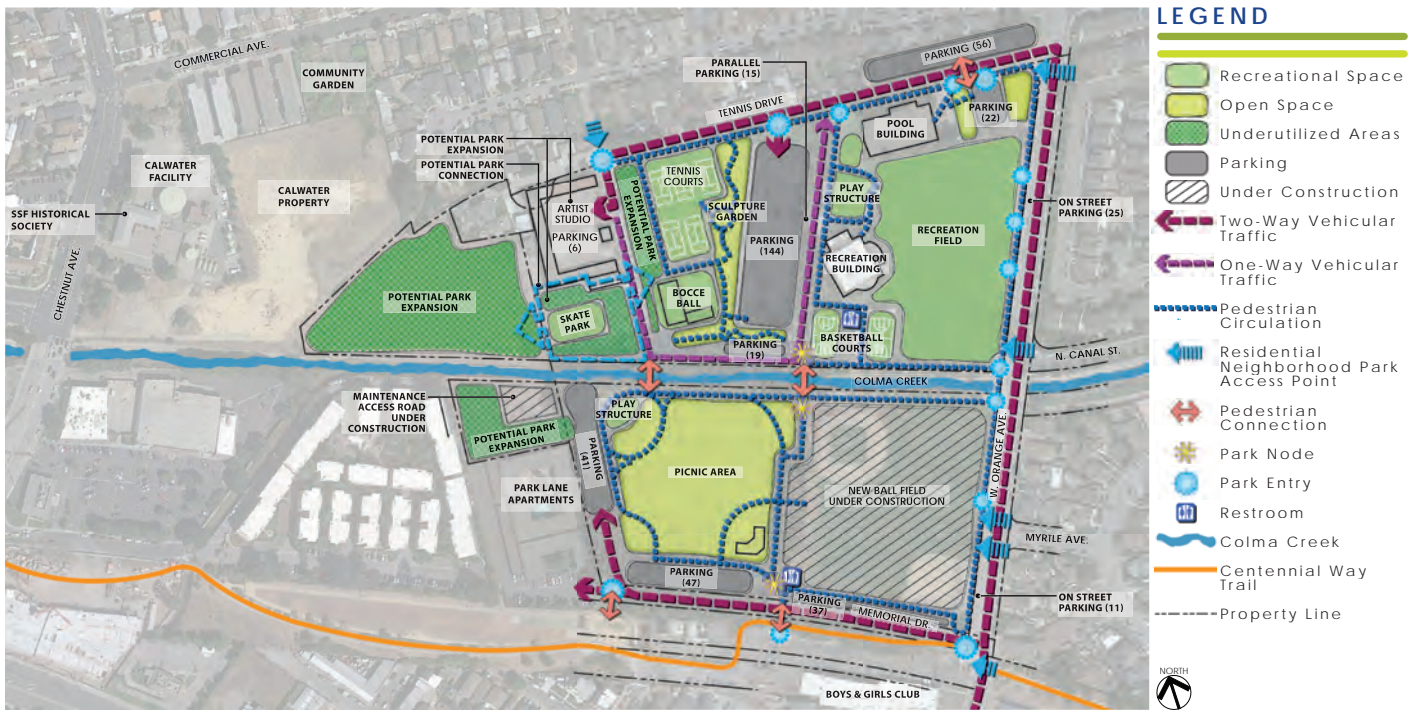 LEGEND
Recreational Space
Open Space
Underutilized Areas
Parking
Under Construction
Two-Way Vehicular
Traffic
One-Way Vehicular
Traffic
Pedestrian
Circulation
Residential
Neighborhood Park
Access Point
Pedestrian
Connection
Park Node
Park Entry
Restroom
Colma Creek
Centennial Way
Trail
Property Line
NORTH
COMMERCIAL AVE.
COMMUNITY
GARDEN
CALWATER
FACILITY
CALWATER
PROPERTY
SSF HISTORICAL
SOCIETY
CHESTNUT AVE.
POTENTIAL PARK
EXPANSION
POTENTIAL PARK
CONNECTION
PARALLEL
PARKING (15)
PARKING (56)
TENNIS DRIVE
PARKING
(22)
POOL
BUILDING
TENNIS
COURTS
PLAY
STRUCTURE
ON STREET
PARKING (25)
ARTIST
STUDIO
PARKING
(6)
POTENTIAL PARK
EXPANSION
SCULPTURE
GARDEN
PARKING
(144)
RECREATION
FIELD
RECREATION
BUILDING
POTENTIAL PARK
EXPANSION
BOCCE
BALL
SKATE
PARK
PARKING
(19)
BASKETBALL
COURTS
N. CANAL ST.
COLMA CREEK
MAINTENANCE
ACCESS ROAD
UNDER
CONSTRUCTION
PLAY
STRUCTURE
POTENTIAL PARK
EXPANSION
PARKING
(41)
PICNIC AREA
W. ORANGE AVE.
PARK LANE
APARTMENTS
NEW BALL FIELD
UNDER CONSTRUCTION
MYRTLE AVE.
PARKING
(47)
PARKING
(37)
MEMORIAL DR.
ON STREET
PARKING (11)
BOYS & GIRLS CLUB